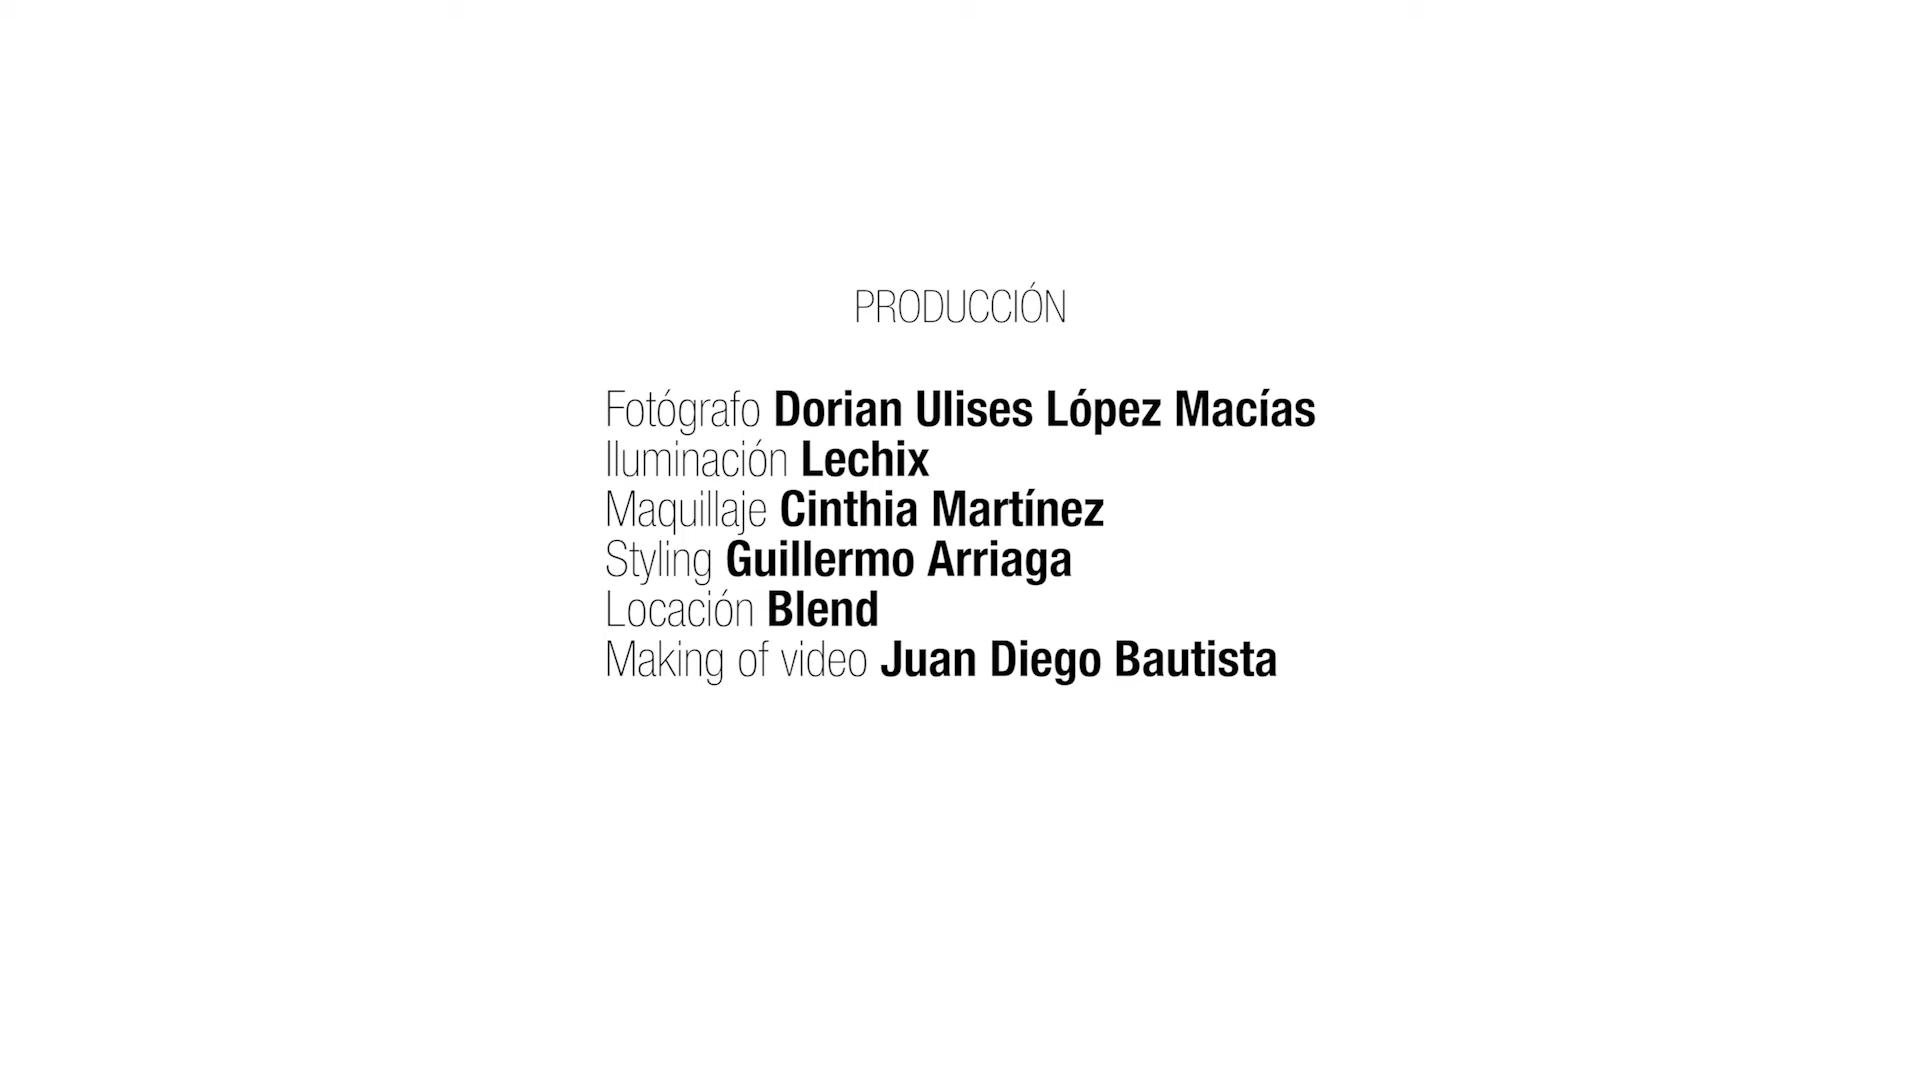 PRODUCCIÓN
Fotógrafo Dorian Ulises López Macías
Iluminación Lechix
Maquillaje Cinthia Martínez
Styling Guillermo Arriaga
Locación Blend
Making of video Juan Diego Bautista